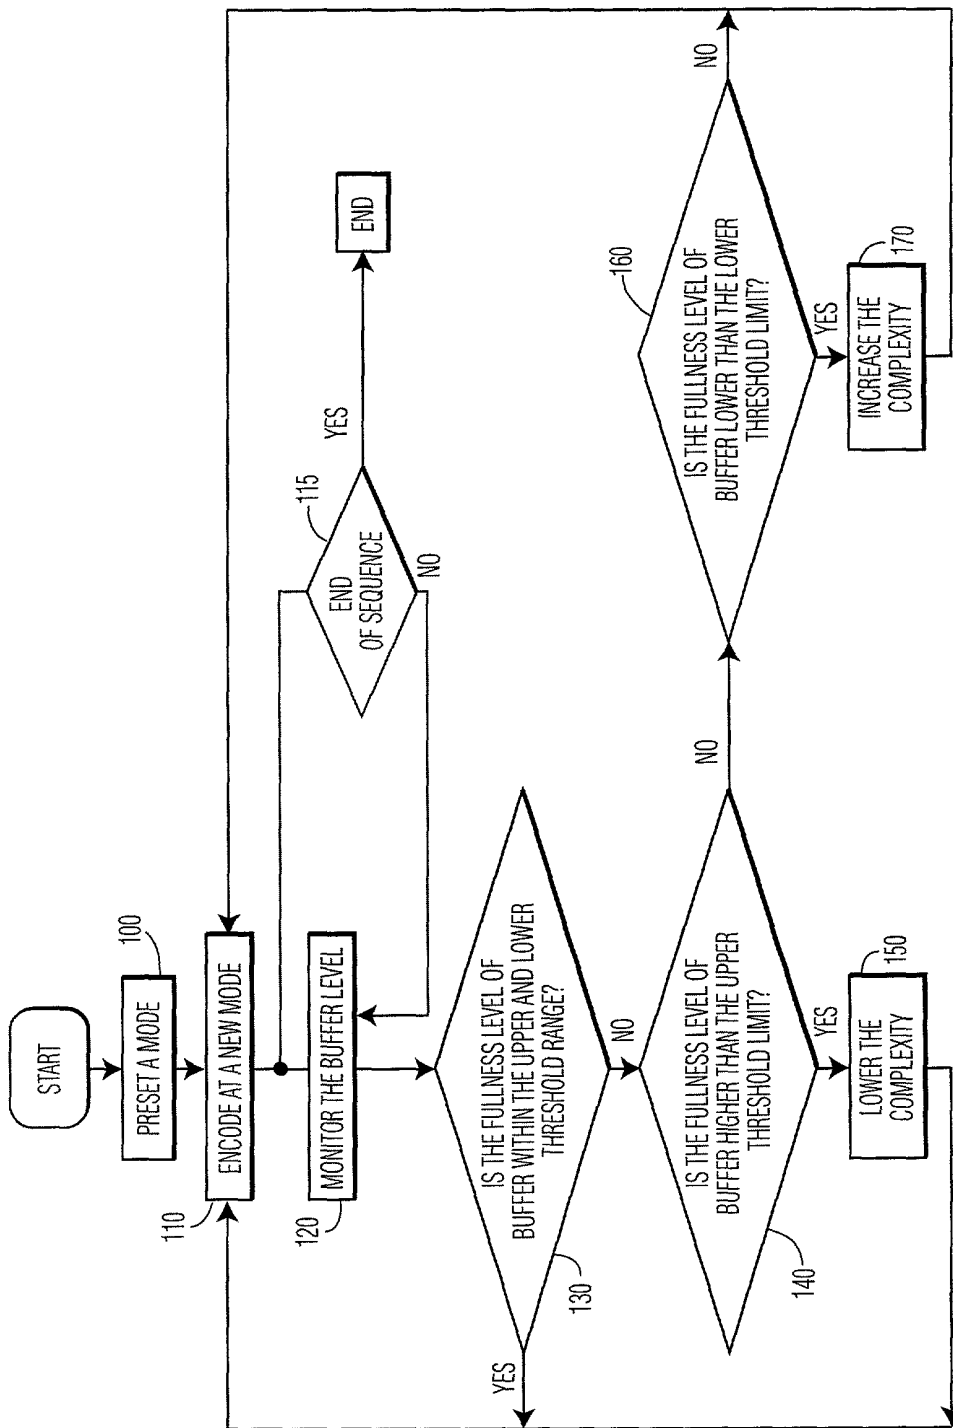 START
100
PRESET A MODE
110
ENCODE AT A NEW MODE
115
END
OF SEQUENCE
YES
END
NO
120
MONITOR THE BUFFER LEVEL
130
IS THE FULLNESS LEVEL OF
BUFFER WITHIN THE UPPER AND LOWER
THRESHOLD RANGE?
YES
NO
140
IS THE FULLNESS LEVEL OF
BUFFER HIGHER THAN THE UPPER
THRESHOLD LIMIT?
NO
YES
150
LOWER THE
COMPLEXITY
160
IS THE FULLNESS LEVEL OF
BUFFER LOWER THAN THE LOWER
THRESHOLD LIMIT?
NO
YES
170
INCREASE THE
COMPLEXITY